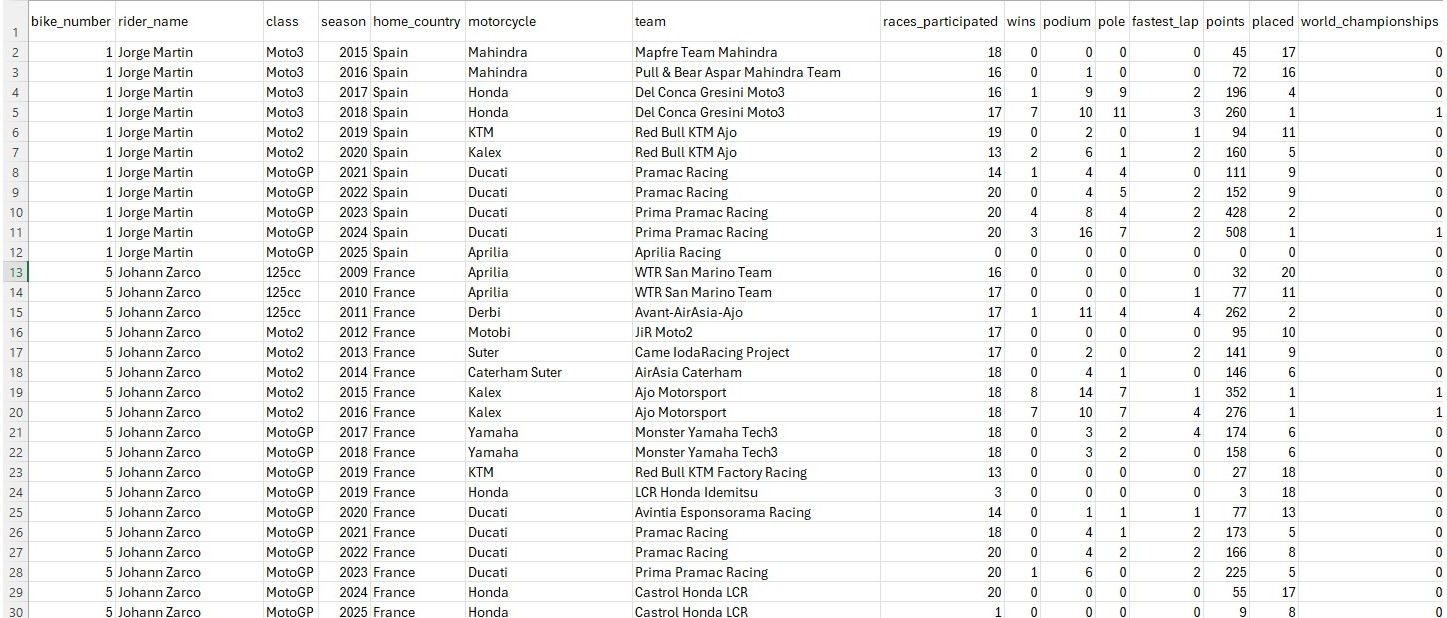 1 bike_number rider_name class season home_country motorcycle team races_participated wins podium pole fastest_lap points placed world_championships
2 1 Jorge Martin Moto3 2015 Spain Mahindra Mapfre Team Mahindra 18 0 0 0 0 45 17 0
3 1 Jorge Martin Moto3 2016 Spain Mahindra Pull & Bear Aspar Mahindra Team 16 0 1 0 0 72 16 0
4 1 Jorge Martin Moto3 2017 Spain Honda Del Conca Gresini Moto3 16 1 9 9 2 196 4 0
5 1 Jorge Martin Moto3 2018 Spain Honda Del Conca Gresini Moto3 17 7 10 11 3 260 1 1
6 1 Jorge Martin Moto2 2019 Spain KTM Red Bull KTM Ajo 19 0 2 0 1 94 11 0
7 1 Jorge Martin Moto2 2020 Spain Kalex Red Bull KTM Ajo 13 2 6 1 2 160 5 0
8 1 Jorge Martin MotoGP 2021 Spain Ducati Pramac Racing 14 1 4 4 0 111 9 0
9 1 Jorge Martin MotoGP 2022 Spain Ducati Pramac Racing 20 0 4 5 2 152 9 0
10 1 Jorge Martin MotoGP 2023 Spain Ducati Prima Pramac Racing 20 4 8 4 2 428 2 0
11 1 Jorge Martin MotoGP 2024 Spain Ducati Prima Pramac Racing 20 3 16 7 2 508 1 1
12 1 Jorge Martin MotoGP 2025 Spain Aprilia Aprilia Racing 0 0 0 0 0 0 0 0
13 5 Johann Zarco 125cc 2009 France Aprilia WTR San Marino Team 16 0 0 0 0 32 20 0
14 5 Johann Zarco 125cc 2010 France Aprilia WTR San Marino Team 17 0 0 0 1 77 11 0
15 5 Johann Zarco 125cc 2011 France Derbi Avant-AirAsia-Ajo 17 1 11 4 4 262 2 0
16 5 Johann Zarco Moto2 2012 France Motobi JiR Moto2 17 0 0 0 0 95 10 0
17 5 Johann Zarco Moto2 2013 France Suter Came IodaRacing Project 17 0 2 0 2 141 9 0
18 5 Johann Zarco Moto2 2014 France Caterham Suter AirAsia Caterham 18 0 4 1 0 146 6 0
19 5 Johann Zarco Moto2 2015 France Kalex Ajo Motorsport 18 8 14 7 1 352 1 1
20 5 Johann Zarco Moto2 2016 France Kalex Ajo Motorsport 18 7 10 7 4 276 1 1
21 5 Johann Zarco MotoGP 2017 France Yamaha Monster Yamaha Tech3 18 0 3 2 4 174 6 0
22 5 Johann Zarco MotoGP 2018 France Yamaha Monster Yamaha Tech3 18 0 3 2 0 158 6 0
23 5 Johann Zarco MotoGP 2019 France KTM Red Bull KTM Factory Racing 13 0 0 0 0 27 18 0
24 5 Johann Zarco MotoGP 2019 France Honda LCR Honda Idemitsu 3 0 0 0 0 3 18 0
25 5 Johann Zarco MotoGP 2020 France Ducati Avintia Esponsorama Racing 14 0 1 1 1 77 13 0
26 5 Johann Zarco MotoGP 2021 France Ducati Pramac Racing 18 0 4 1 2 173 5 0
27 5 Johann Zarco MotoGP 2022 France Ducati Pramac Racing 20 0 4 2 2 166 8 0
28 5 Johann Zarco MotoGP 2023 France Ducati Prima Pramac Racing 20 1 6 0 2 225 5 0
29 5 Johann Zarco MotoGP 2024 France Honda Castrol Honda LCR 20 0 0 0 0 55 17 0
30 5 Johann Zarco MotoGP 2025 France Honda Castrol Honda LCR 1 0 0 0 0 9 8 0